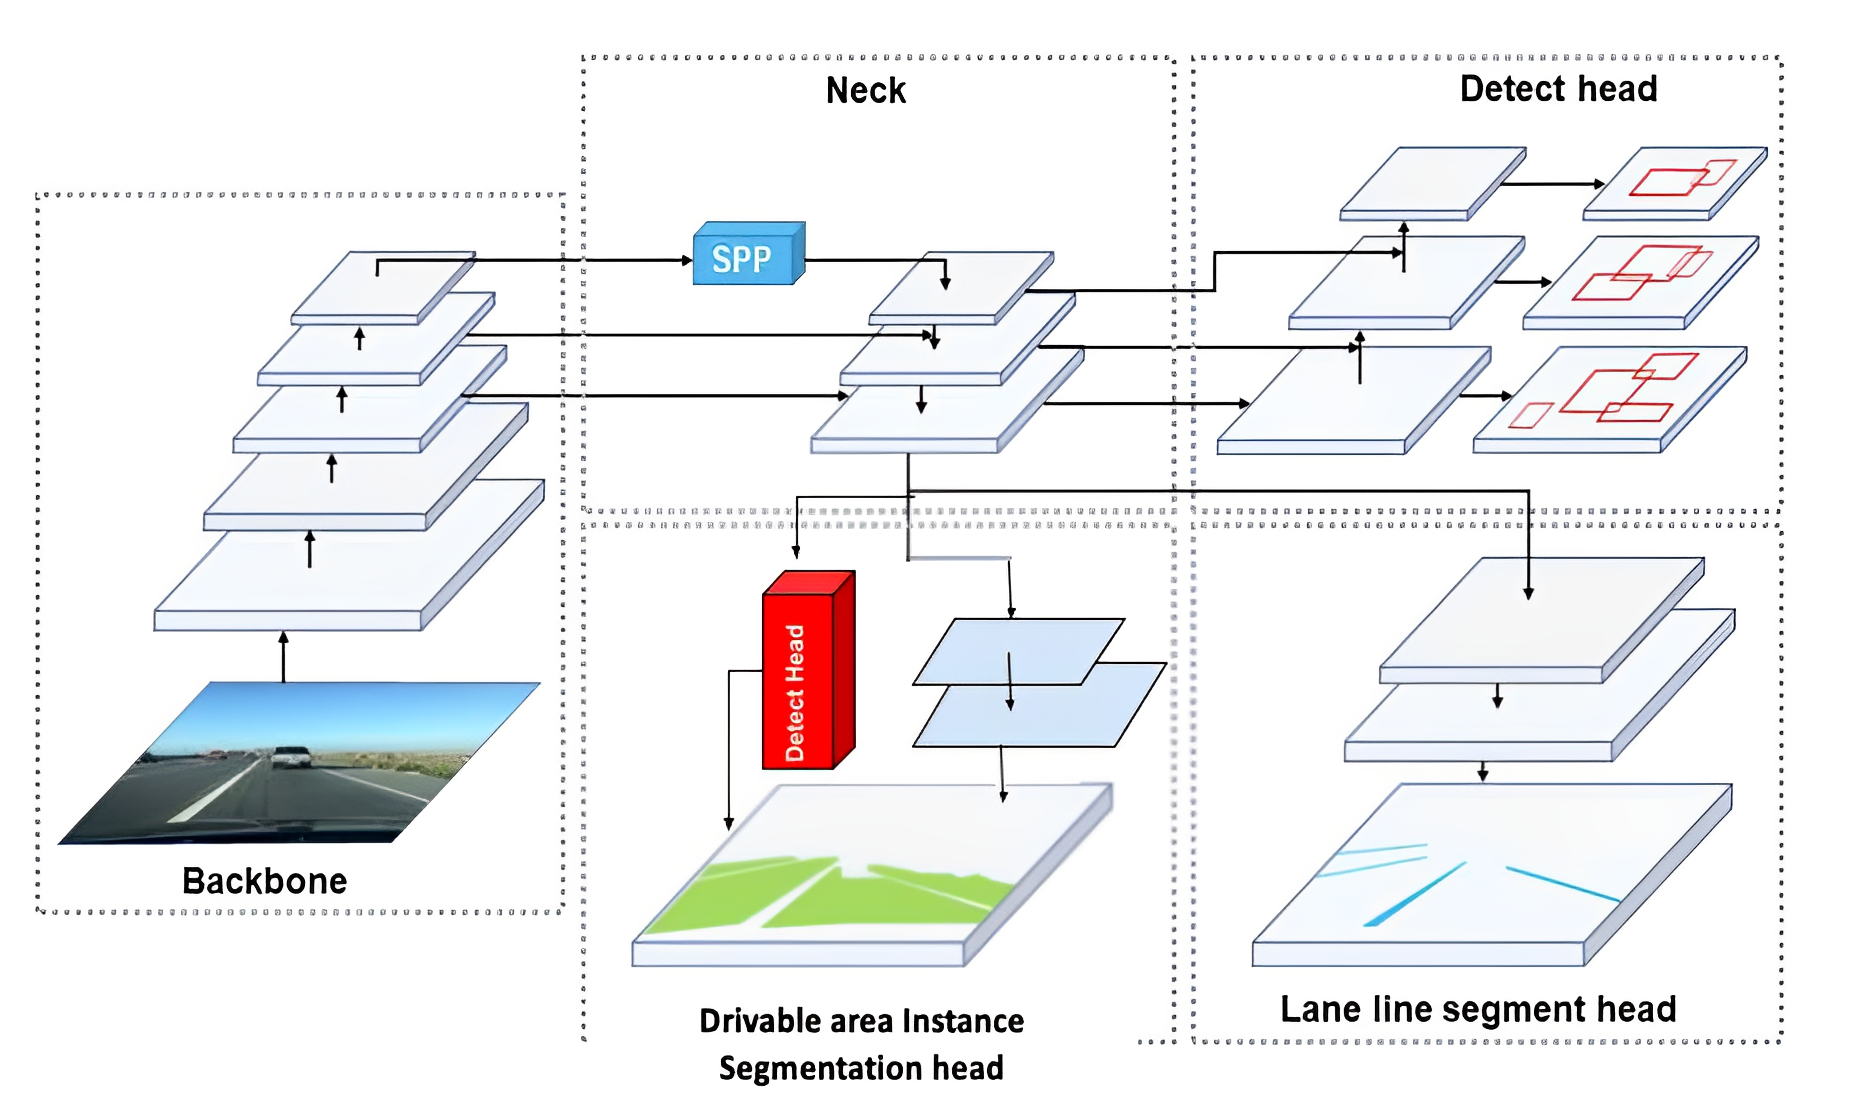 Neck
Detect head
SPP
Detect Head
Backbone
Drivable area Instance
Segmentation head
Lane line segment head